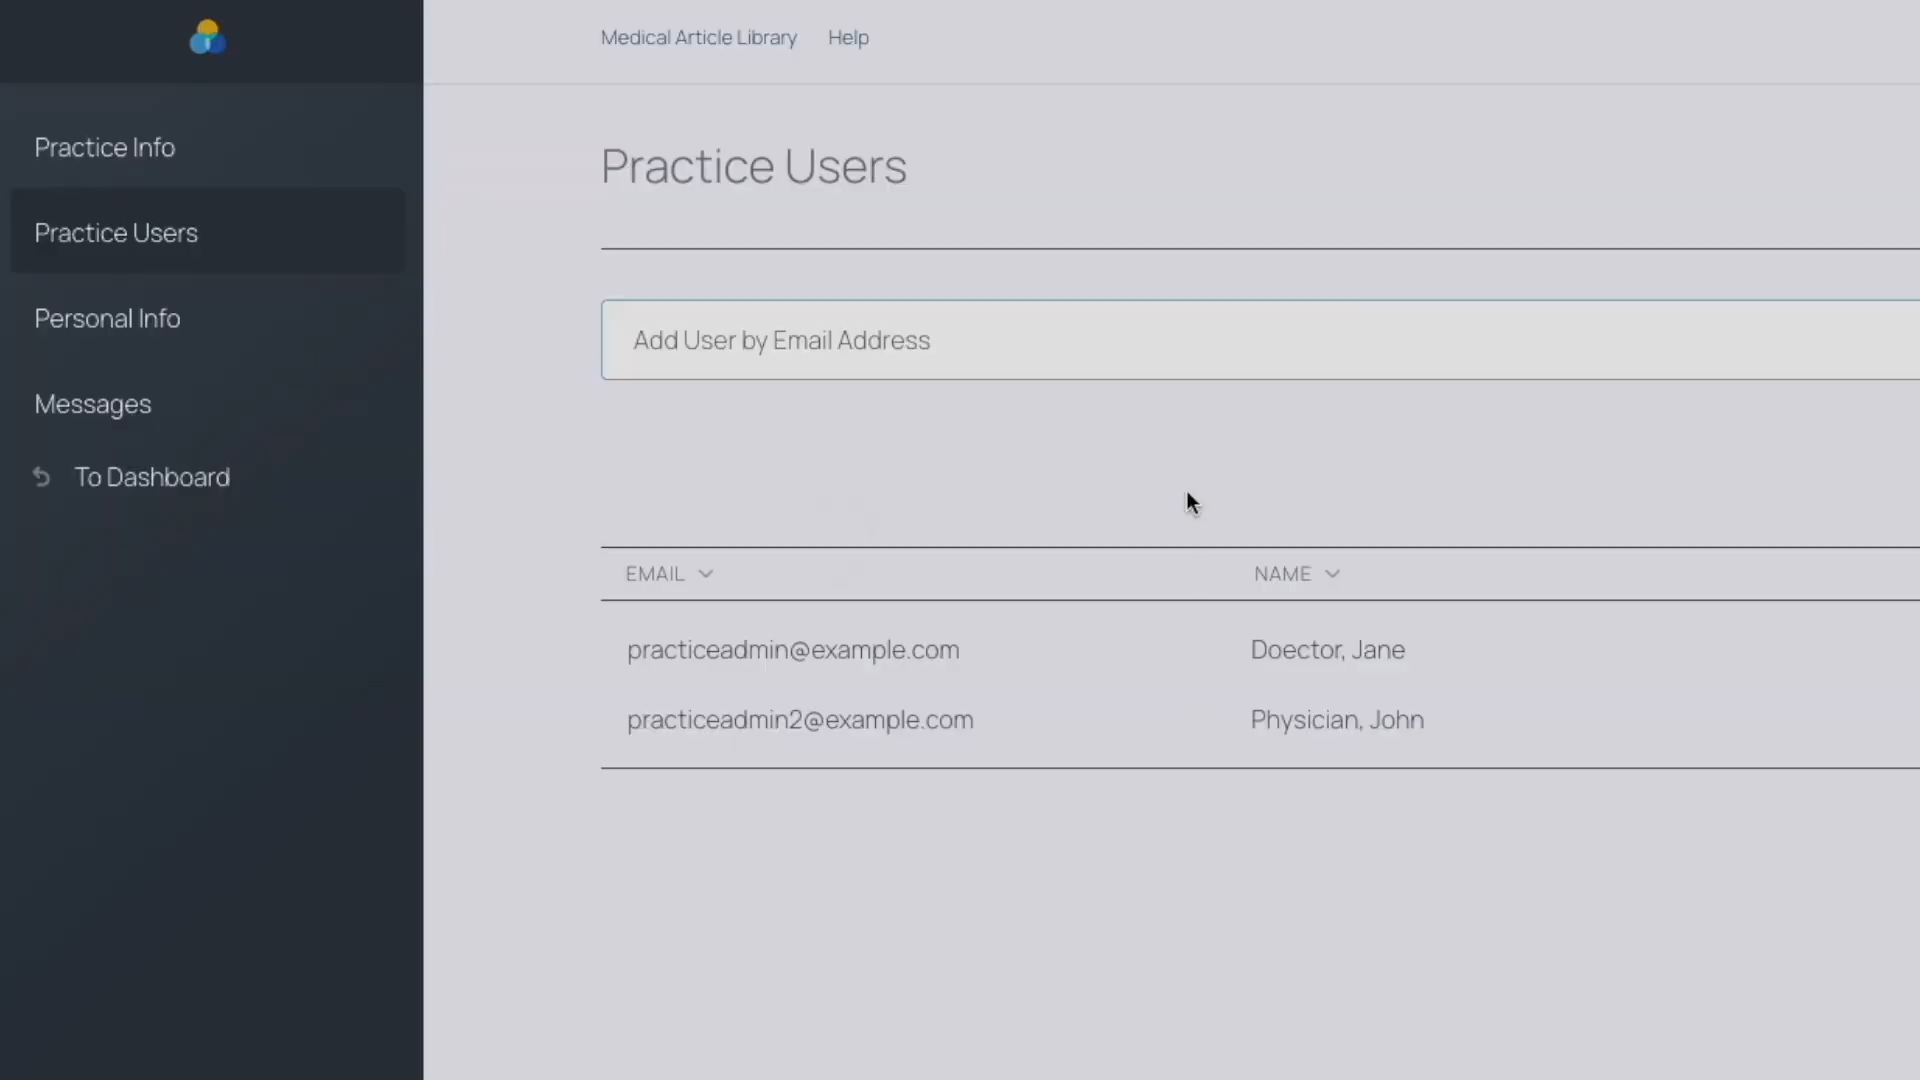 Medical Article Library Help
Practice Info
Practice Users
Personal Info
Messages
To Dashboard
Practice Users
Add User by Email Address
EMAIL NAME
practiceadmin@example.com Doector, Jane
practiceadmin2@example.com Physician, John